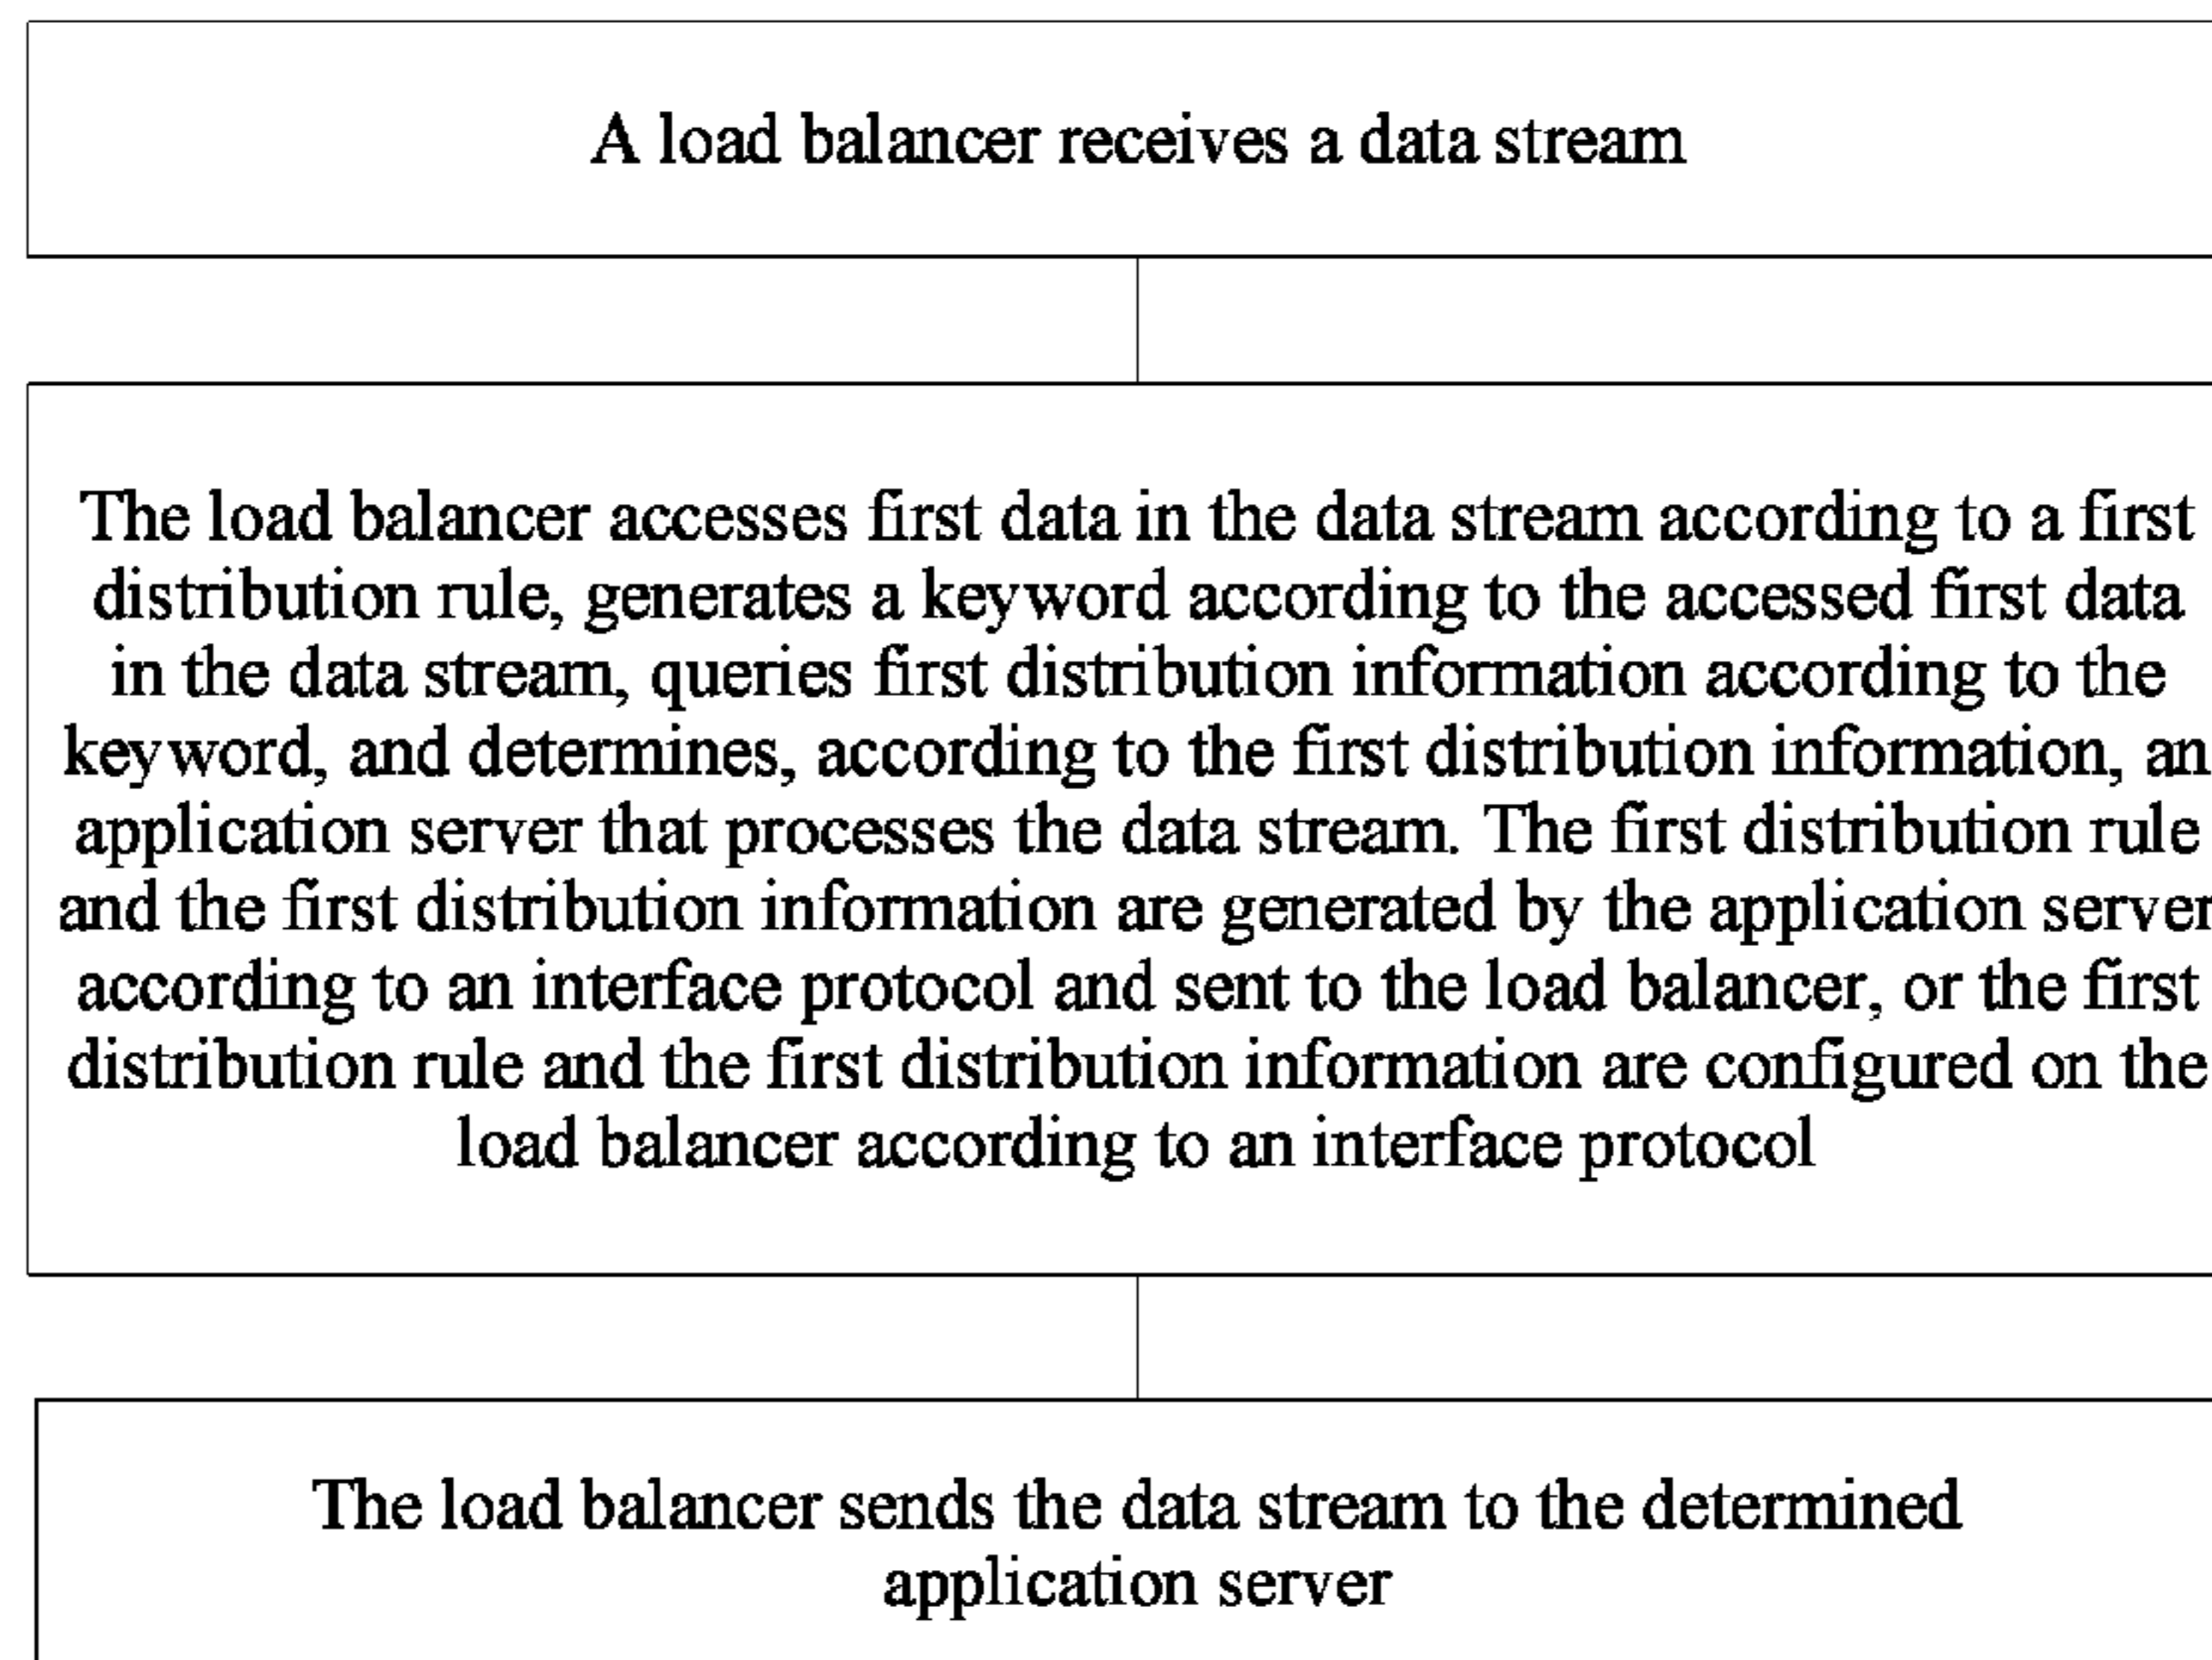 A load balancer receives a data stream
The load balancer accesses first data in the data stream according to a first
distribution rule, generates a keyword according to the accessed first data
in the data stream, queries first distribution information according to the
keyword, and determines, according to the first distribution information, an
application server that processes the data stream. The first distribution rule
and the first distribution information are generated by the application server
according to an interface protocol and sent to the load balancer, or the first
distribution rule and the first distribution information are configured on the
load balancer according to an interface protocol
The load balancer sends the data stream to the determined
application server